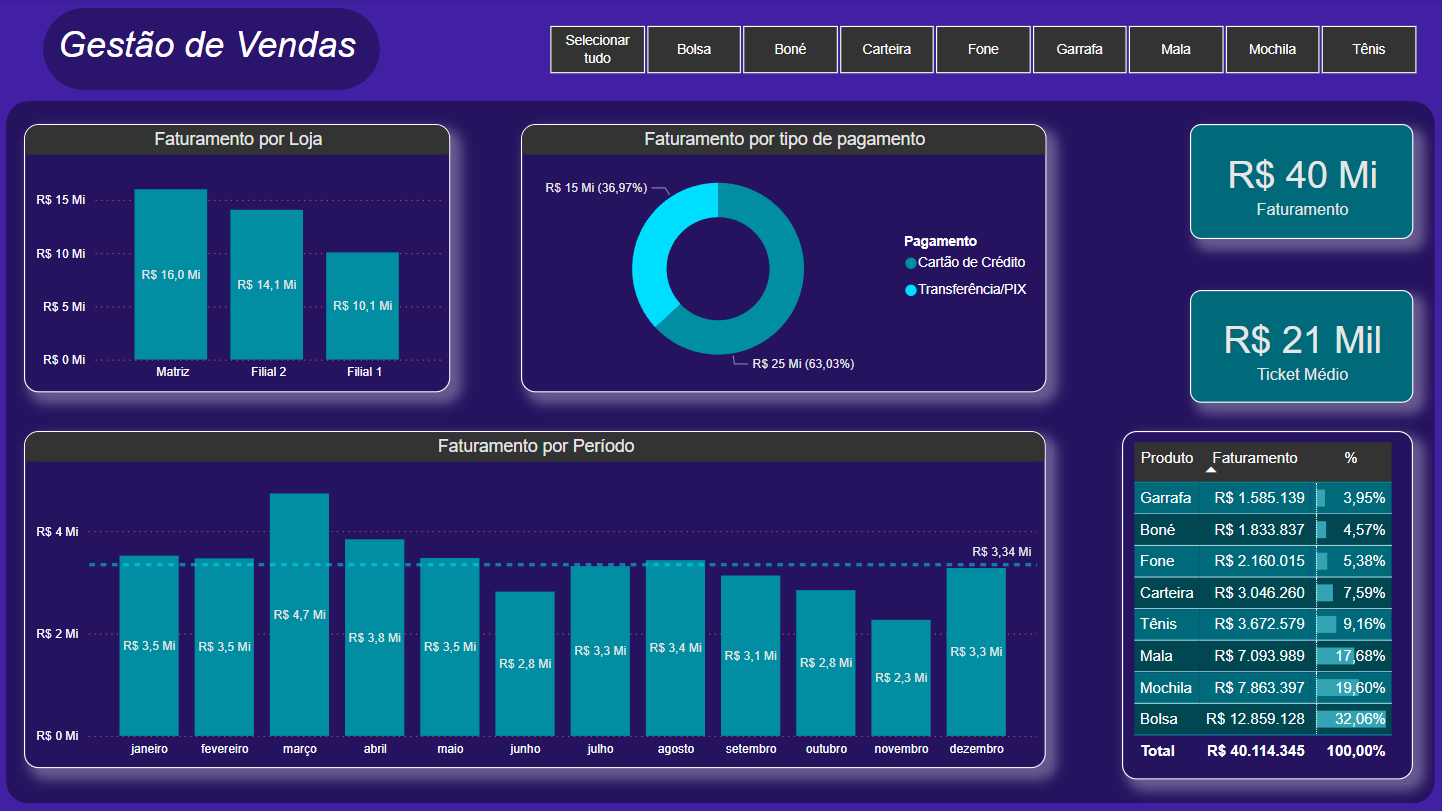 Gestão de Vendas
Selecionar
tudo
Bolsa
Boné
Carteira
Fone
Garrafa
Mala
Mochila
Tênis
Faturamento por Loja
R$ 15 Mi
R$ 10 Mi
R$ 5 Mi
R$ 0 Mi
R$ 16,0 Mi
R$ 14,1 Mi
R$ 10,1 Mi
Matriz
Filial 2
Filial 1
Faturamento por tipo de pagamento
R$ 15 Mi (36,97%)
R$ 25 Mi (63,03%)
Pagamento
Cartão de Crédito
Transferência/PIX
R$ 40 Mi
Faturamento
R$ 21 Mil
Ticket Médio
Faturamento por Período
R$ 4 Mi
R$ 2 Mi
R$ 0 Mi
R$ 3,34 Mi
R$ 3,5 Mi
R$ 3,5 Mi
R$ 4,7 Mi
R$ 3,8 Mi
R$ 3,5 Mi
R$ 2,8 Mi
R$ 3,3 Mi
R$ 3,4 Mi
R$ 3,1 Mi
R$ 2,8 Mi
R$ 2,3 Mi
R$ 3,3 Mi
janeiro
fevereiro
março
abril
maio
junho
julho
agosto
setembro
outubro
novembro
dezembro
Produto Faturamento %
Garrafa R$ 1.585.139 3,95%
Boné R$ 1.833.837 4,57%
Fone R$ 2.160.015 5,38%
Carteira R$ 3.046.260 7,59%
Tênis R$ 3.672.579 9,16%
Mala R$ 7.093.989 17,68%
Mochila R$ 7.863.397 19,60%
Bolsa R$ 12.859.128 32,06%
Total R$ 40.114.345 100,00%